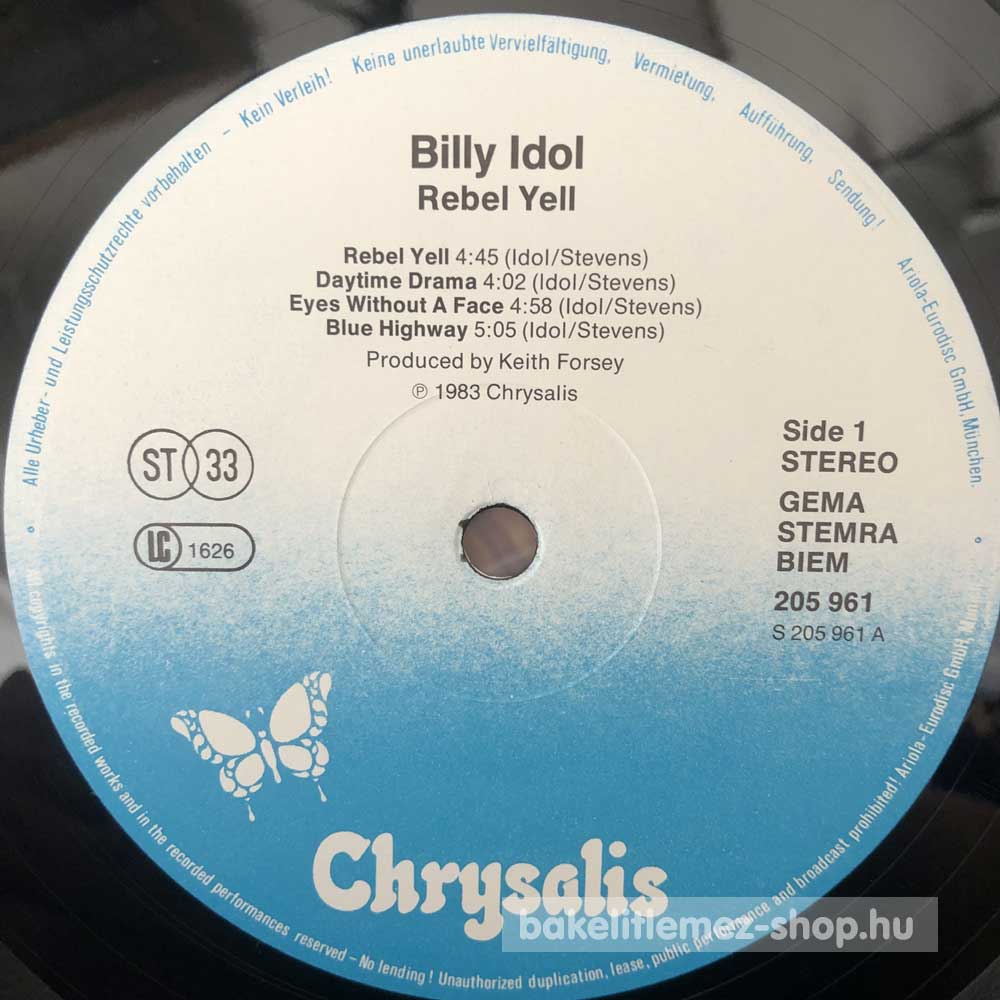 Alle Urheber- und Leistungsschutzrechte vorbehalten - Kein Verleih! Keine unerlaubte Vervielfältigung, Vermietung, Aufführung, Sendung!
Ariola-Eurodisc GmbH, München.
Billy Idol
Rebel Yell
Rebel Yell 4:45 (Idol/Stevens)
Daytime Drama 4:02 (Idol/Stevens)
Eyes Without A Face 4:58 (Idol/Stevens)
Blue Highway 5:05 (Idol/Stevens)
Produced by Keith Forsey
℗ 1983 Chrysalis
ST 33
LC 1626
Side 1
STEREO
GEMA
STEMRA
BIEM
205 961
S 205 961 A
Chrysalis
All copyrights in the recorded works and in the recorded performances reserved - No lending! Unauthorized duplication, lease, public performance and broadcast prohibited! Ariola-Eurodisc GmbH,
bakelitlemez-shop.hu